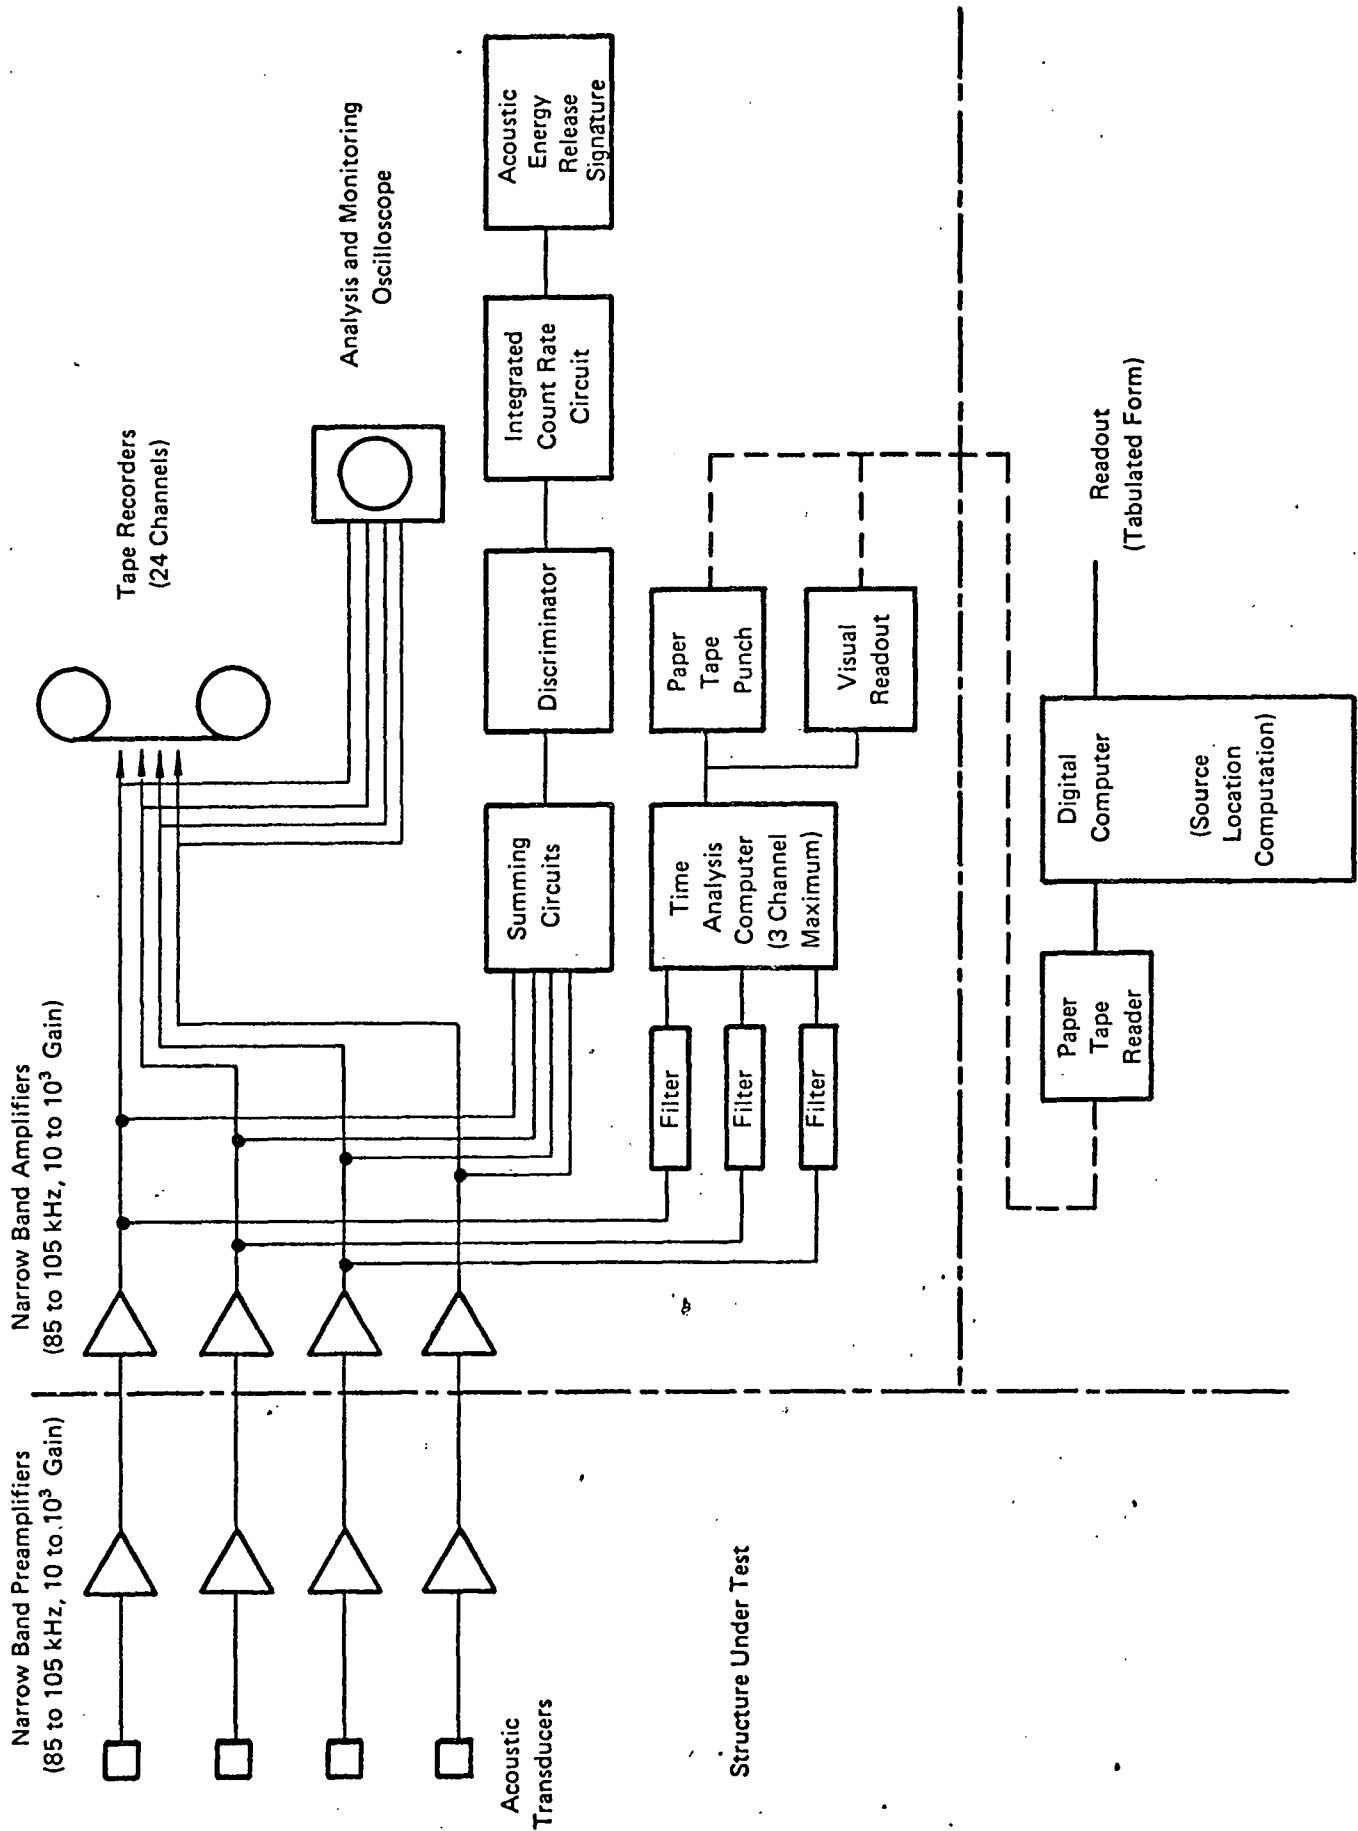 Narrow Band Preamplifiers
(85 to 105 kHz, 10 to 10³ Gain)
Narrow Band Amplifiers
(85 to 105 kHz, 10 to 10³ Gain)
Tape Recorders
(24 Channels)
Analysis and Monitoring
Oscilloscope
Acoustic
Transducers
Summing
Circuits
Discriminator
Integrated
Count Rate
Circuit
Acoustic
Energy
Release
Signature
Filter
Filter
Filter
Time
Analysis
Computer
(3 Channel
Maximum)
Paper
Tape
Punch
Visual
Readout
Structure Under Test
Paper
Tape
Reader
Digital
Computer
(Source
Location
Computation)
Readout
(Tabulated Form)